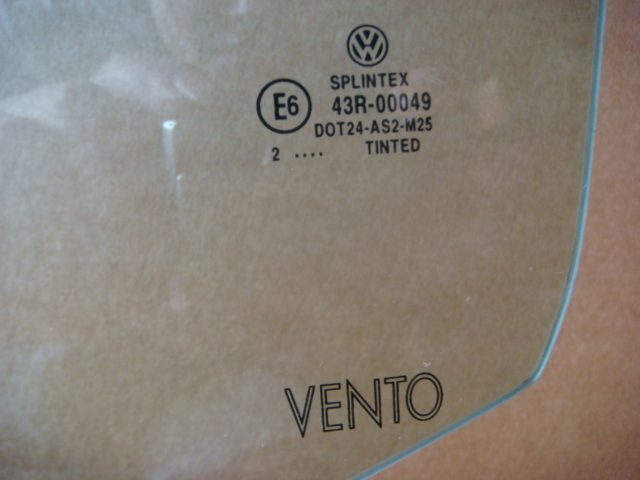 SPLINTEX
E6 43R-00049
DOT24-AS2-M25
2 .... TINTED
VENTO